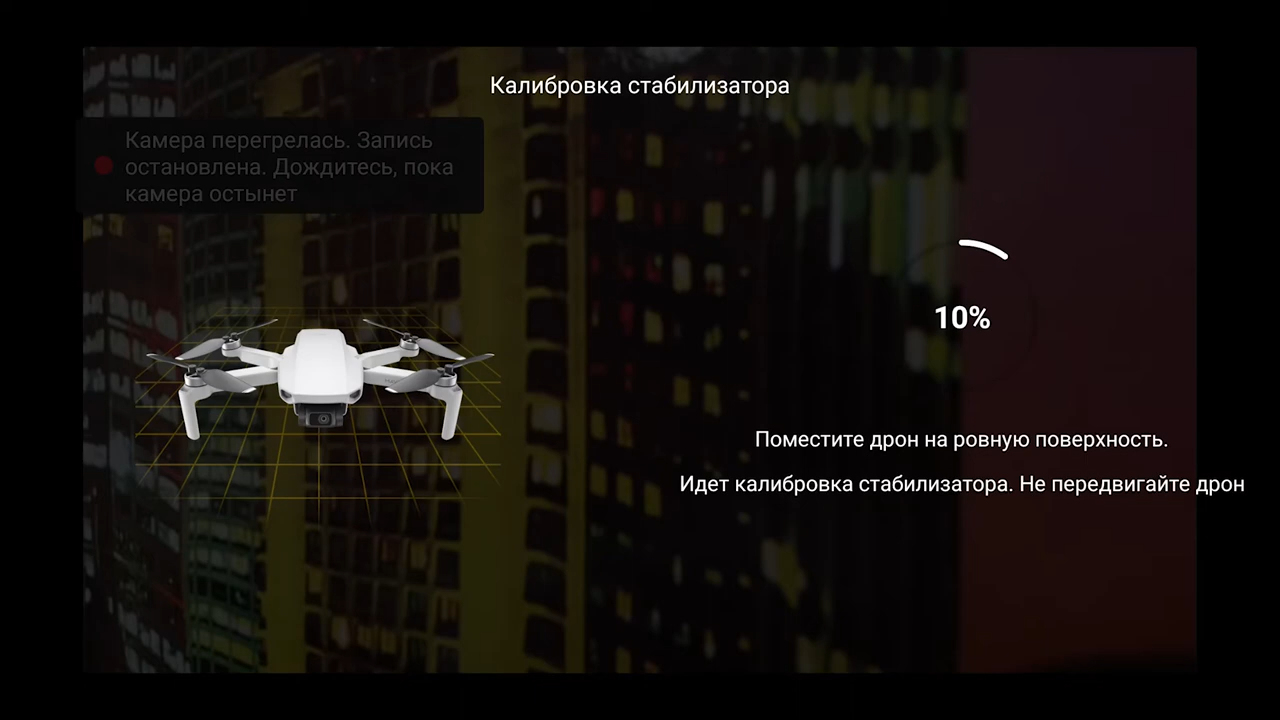 Калибровка стабилизатора
Камера перегрелась. Запись
остановлена. Дождитесь, пока
камера остынет
10%
Поместите дрон на ровную поверхность.
Идет калибровка стабилизатора. Не передвигайте дрон